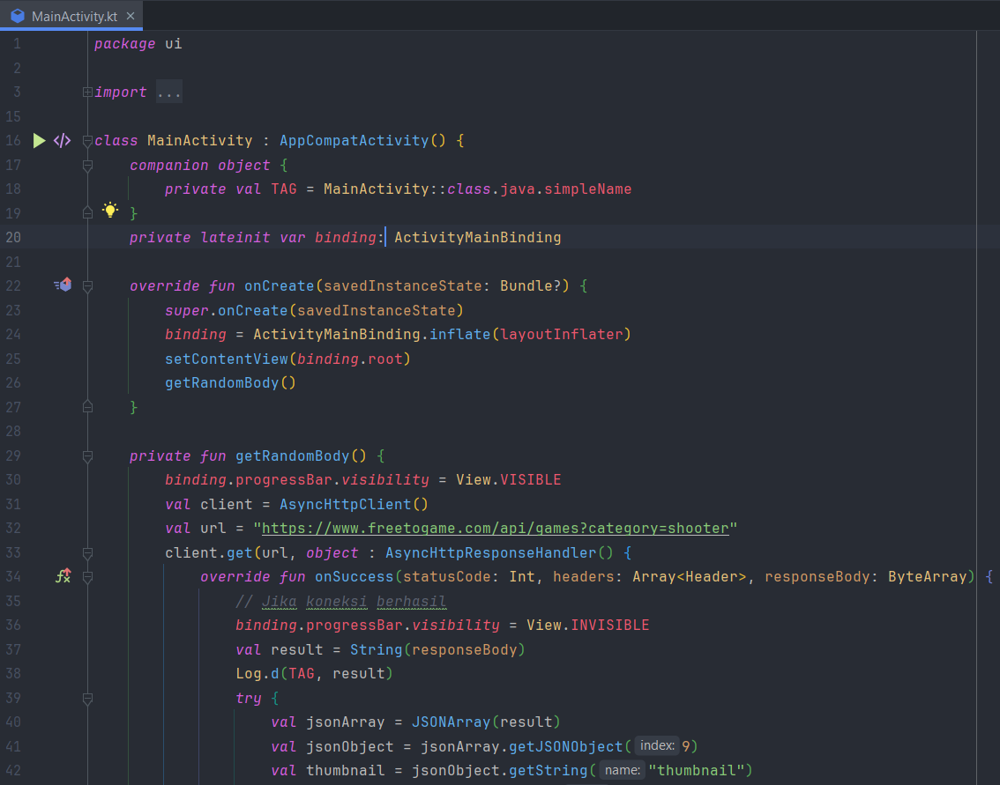 MainActivity.kt ×
1 package ui
2
3 import ...
15
16 </> class MainActivity : AppCompatActivity() {
17 companion object {
18 private val TAG = MainActivity::class.java.simpleName
19 }
20 private lateinit var binding: ActivityMainBinding
21
22 override fun onCreate(savedInstanceState: Bundle?) {
23 super.onCreate(savedInstanceState)
24 binding = ActivityMainBinding.inflate(layoutInflater)
25 setContentView(binding.root)
26 getRandomBody()
27 }
28
29 private fun getRandomBody() {
30 binding.progressBar.visibility = View.VISIBLE
31 val client = AsyncHttpClient()
32 val url = "https://www.freetogame.com/api/games?category=shooter"
33 client.get(url, object : AsyncHttpResponseHandler() {
34 override fun onSuccess(statusCode: Int, headers: Array<Header>, responseBody: ByteArray) {
35 // Jika koneksi berhasil
36 binding.progressBar.visibility = View.INVISIBLE
37 val result = String(responseBody)
38 Log.d(TAG, result)
39 try {
40 val jsonArray = JSONArray(result)
41 val jsonObject = jsonArray.getJSONObject( index: 9)
42 val thumbnail = jsonObject.getString( name: "thumbnail")